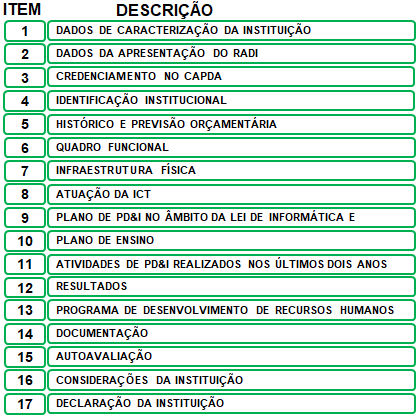 ITEM DESCRIÇÃO
1 DADOS DE CARACTERIZAÇÃO DA INSTITUIÇÃO
2 DADOS DA APRESENTAÇÃO DO RADI
3 CREDENCIAMENTO NO CAPDA
4 IDENTIFICAÇÃO INSTITUCIONAL
5 HISTÓRICO E PREVISÃO ORÇAMENTÁRIA
6 QUADRO FUNCIONAL
7 INFRAESTRUTURA FÍSICA
8 ATUAÇÃO DA ICT
9 PLANO DE PD&I NO ÂMBITO DA LEI DE INFORMÁTICA E
10 PLANO DE ENSINO
11 ATIVIDADES DE PD&I REALIZADOS NOS ÚLTIMOS DOIS ANOS
12 RESULTADOS
13 PROGRAMA DE DESENVOLVIMENTO DE RECURSOS HUMANOS
14 DOCUMENTAÇÃO
15 AUTOAVALIAÇÃO
16 CONSIDERAÇÕES DA INSTITUIÇÃO
17 DECLARAÇÃO DA INSTITUIÇÃO